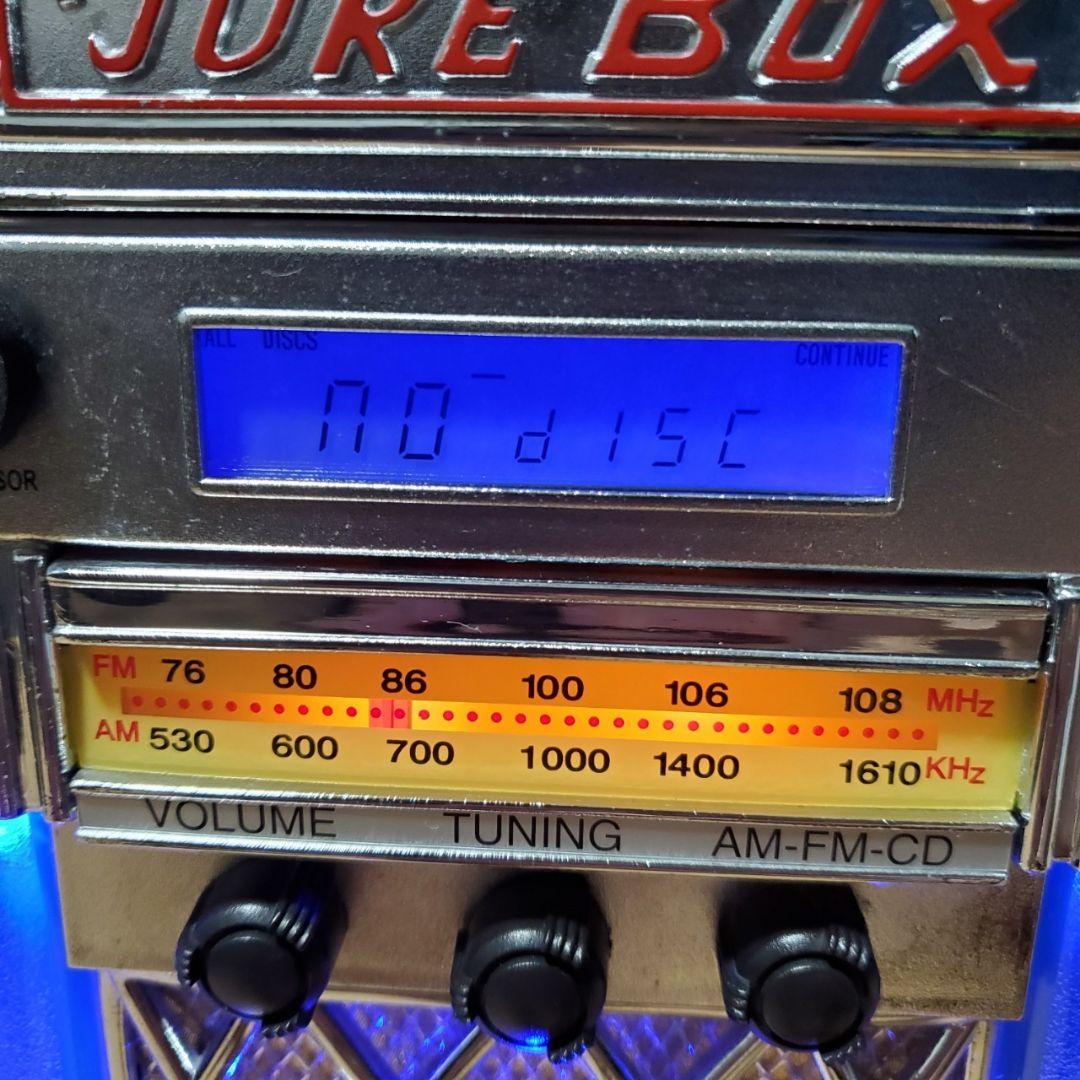 JUKE BOX
ALL DISCS CONTINUE
NO disc
SOR
FM 76 80 86 100 106 108 MHz
AM 530 600 700 1000 1400 1610 KHz
VOLUME TUNING AM-FM-CD